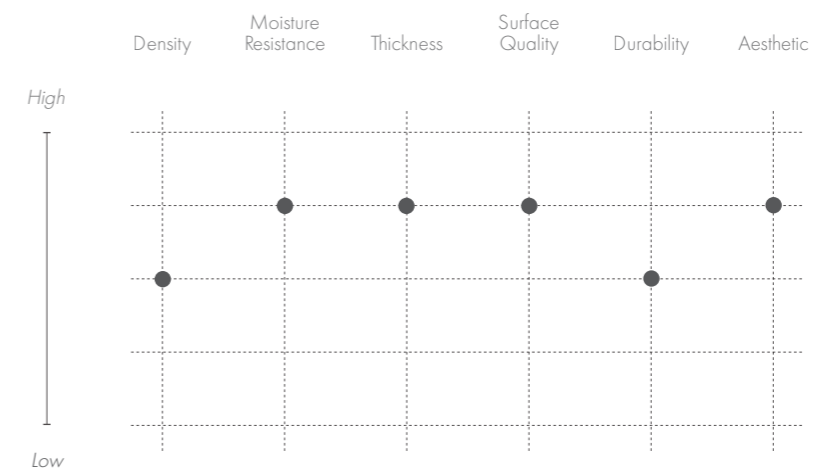 Density
Moisture
Resistance
Thickness
Surface
Quality
Durability
Aesthetic
High
Low